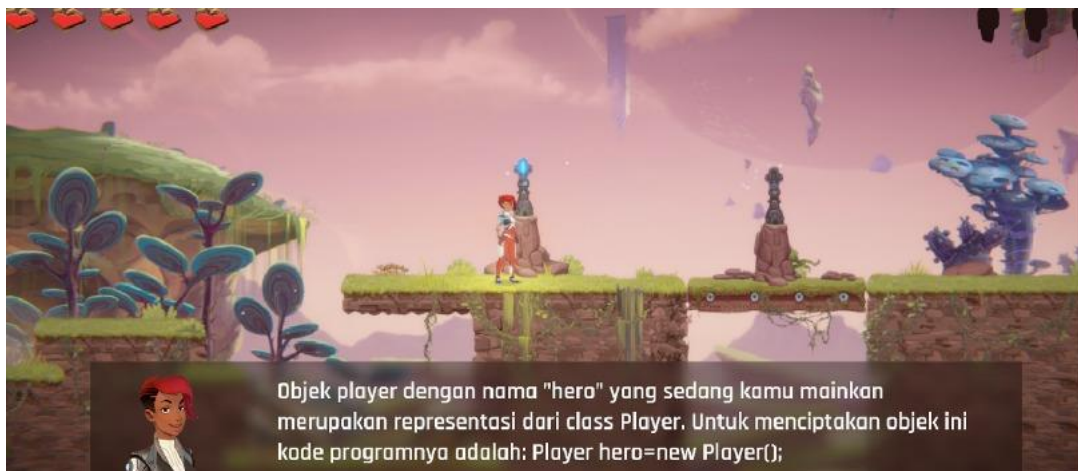 Objek player dengan nama "hero" yang sedang kamu mainkan
merupakan representasi dari class Player. Untuk menciptakan objek ini
kode programnya adalah: Player hero=new Player();